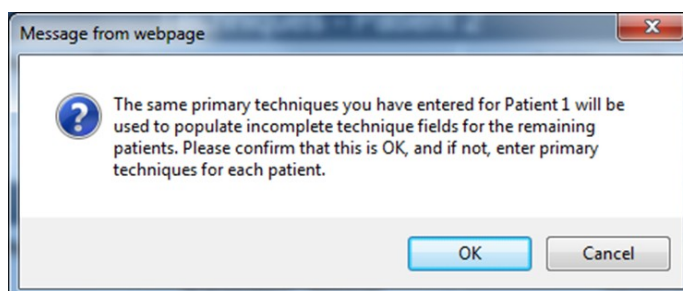 Message from webpage
The same primary techniques you have entered for Patient 1 will be
used to populate incomplete technique fields for the remaining
patients. Please confirm that this is OK, and if not, enter primary
techniques for each patient.
OK
Cancel